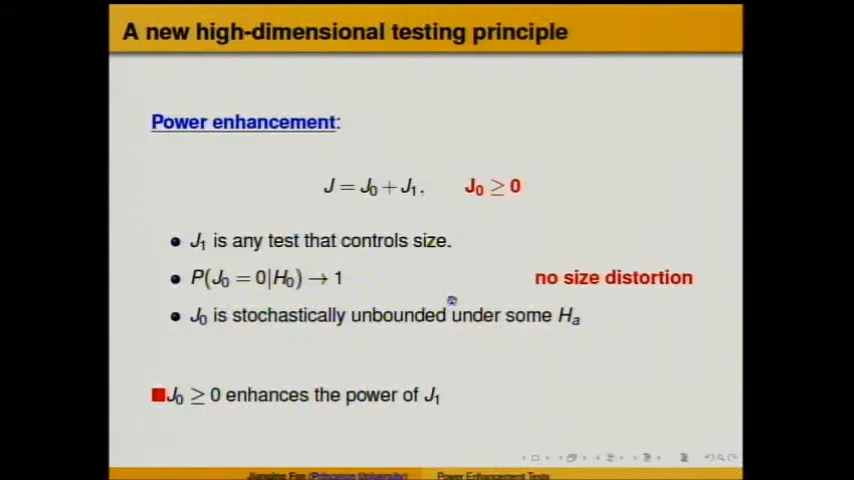 A new high-dimensional testing principle
Power enhancement:
J = J₀ + J₁, J₀ ≥ 0
J₁ is any test that controls size.
P(J₀ = 0|H₀) → 1 no size distortion
J₀ is stochastically unbounded under some Hₐ
J₀ ≥ 0 enhances the power of J₁
Jianqing Fan (Princeton University) Power Enhancement Tests